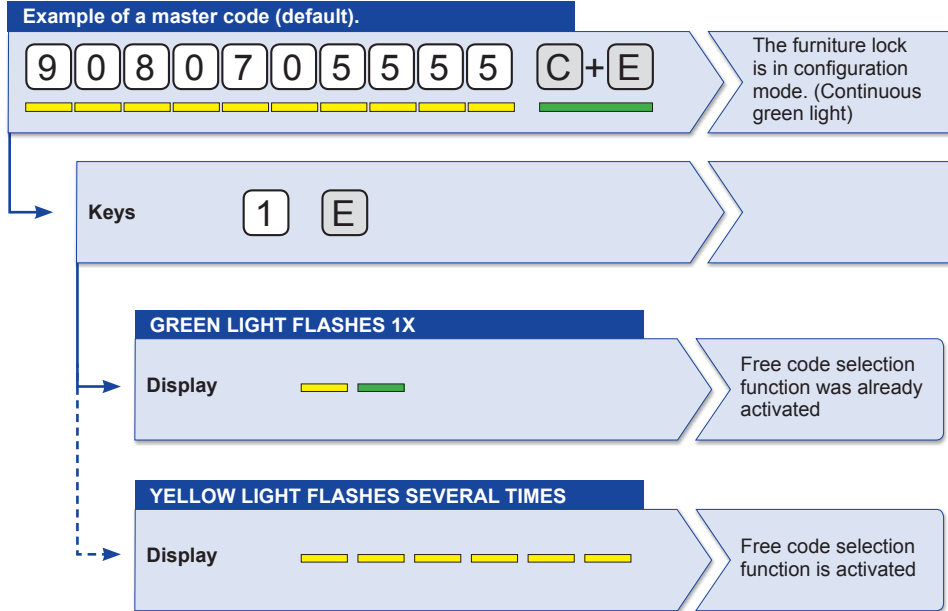 Example of a master code (default).
9 0 8 0 7 0 5 5 5 5 C + E
The furniture lock
is in configuration
mode. (Continuous
green light)
Keys 1 E
GREEN LIGHT FLASHES 1X
Display
Free code selection
function was already
activated
YELLOW LIGHT FLASHES SEVERAL TIMES
Display
Free code selection
function is activated